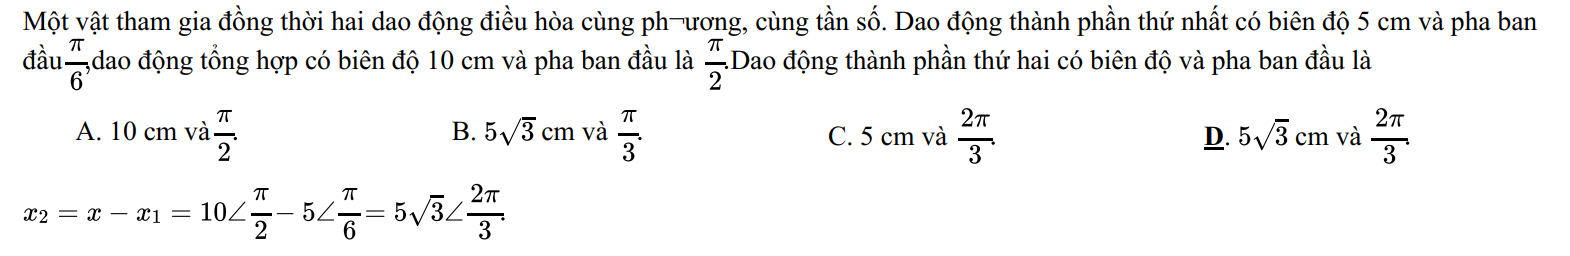 Một vật tham gia đồng thời hai dao động điều hòa cùng ph¬ương, cùng tần số. Dao động thành phần thứ nhất có biên độ 5 cm và pha ban
đầu $\frac{\pi}{6}$,dao động tổng hợp có biên độ 10 cm và pha ban đầu là $\frac{\pi}{2}$.Dao động thành phần thứ hai có biên độ và pha ban đầu là
A. 10 cm và $\frac{\pi}{2}$. B. $5\sqrt{3}$ cm và $\frac{\pi}{3}$. C. 5 cm và $\frac{2\pi}{3}$. D. $5\sqrt{3}$ cm và $\frac{2\pi}{3}$.
$x_2 = x - x_1 = 10\angle\frac{\pi}{2} - 5\angle\frac{\pi}{6} = 5\sqrt{3}\angle\frac{2\pi}{3}$.